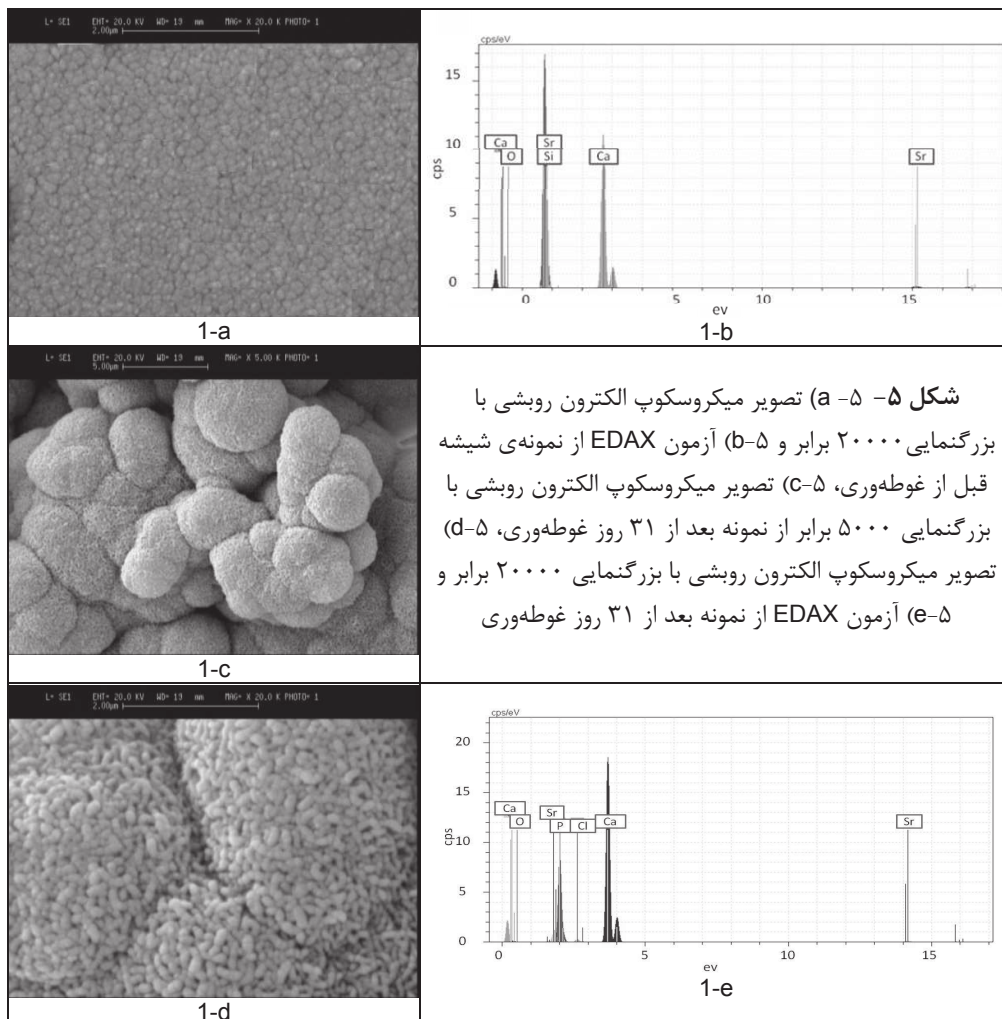 L= SE1 EHT= 20.0 KV WD= 19 mm MAG= X 20.0 K PHOTO= 1
2.00µm
1-a
cps/eV
15
10
5
0
cps
Ca
O
Sr
Si
Ca
Sr
0
5
10
15
ev
1-b
L= SE1 EHT= 20.0 KV WD= 19 mm MAG= X 5.00 K PHOTO= 1
5.00µm
1-c
شکل ۵- ۵- a) تصویر میکروسکوپ الکترون روبشی با
بزرگنمایی۲۰۰۰۰ برابر و ۵-b) آزمون EDAX از نمونه‌ی شیشه
قبل از غوطه‌وری، ۵-c) تصویر میکروسکوپ الکترون روبشی با
بزرگنمایی ۵۰۰۰ برابر از نمونه بعد از ۳۱ روز غوطه‌وری، ۵-d)
تصویر میکروسکوپ الکترون روبشی با بزرگنمایی ۲۰۰۰۰ برابر و
۵-e) آزمون EDAX از نمونه بعد از ۳۱ روز غوطه‌وری
L= SE1 EHT= 20.0 KV WD= 19 mm MAG= X 20.0 K PHOTO= 1
2.00µm
1-d
cps/eV
20
15
10
5
0
cps
Ca
O
Sr
P
Cl
Ca
Sr
0
5
10
15
ev
1-e